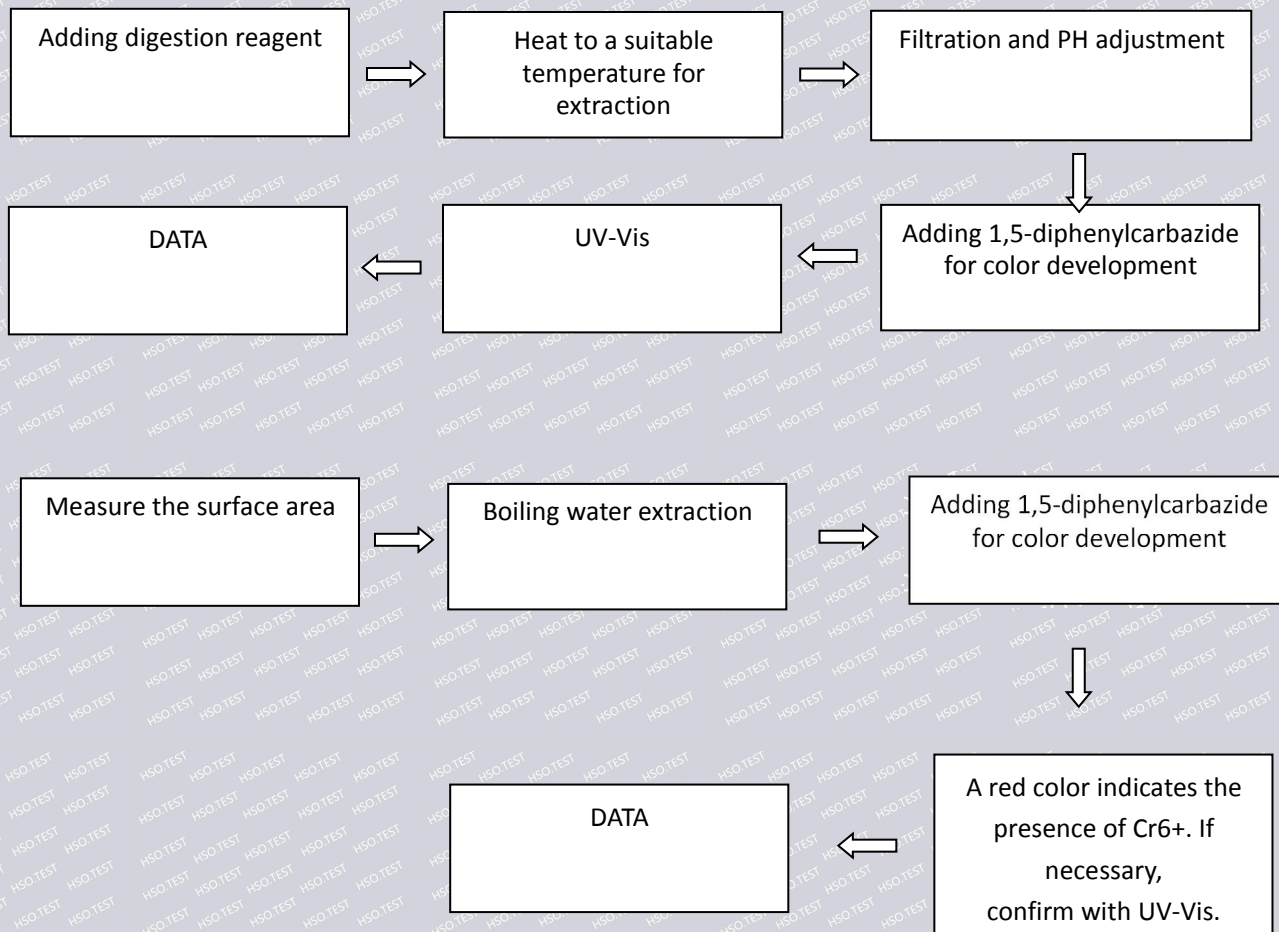 Adding digestion reagent
Heat to a suitable
temperature for
extraction
Filtration and PH adjustment
Adding 1,5-diphenylcarbazide
for color development
UV-Vis
DATA
Measure the surface area
Boiling water extraction
Adding 1,5-diphenylcarbazide
for color development
A red color indicates the
presence of Cr6+. If
necessary,
confirm with UV-Vis.
DATA
HSO.TEST